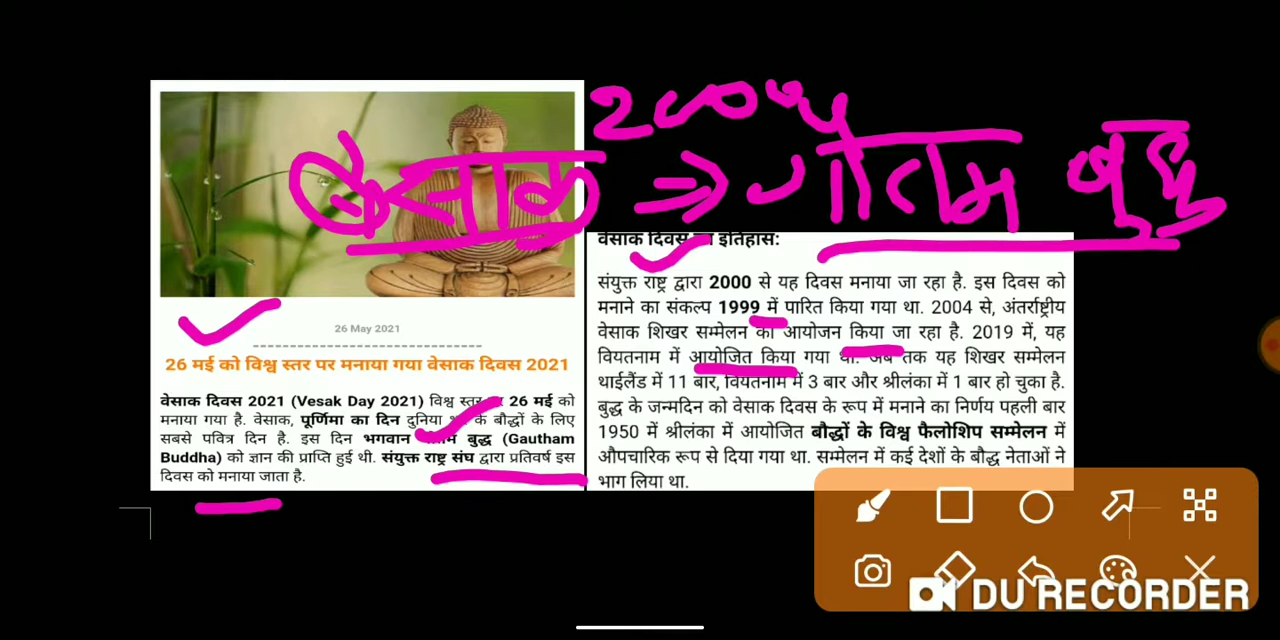 वेसाक ⇒ गौतम बुद्ध
26 May 2021
26 मई को विश्व स्तर पर मनाया गया वेसाक दिवस 2021
वेसाक दिवस 2021 (Vesak Day 2021) विश्व स्तर पर 26 मई को
मनाया गया है. वेसाक, पूर्णिमा का दिन दुनिया के बौद्धों के लिए
सबसे पवित्र दिन है. इस दिन भगवान बुद्ध (Gautham
Buddha) को ज्ञान की प्राप्ति हुई थी. संयुक्त राष्ट्र संघ द्वारा प्रतिवर्ष इस
दिवस को मनाया जाता है.
वेसाक दिवस का इतिहास:
संयुक्त राष्ट्र द्वारा 2000 से यह दिवस मनाया जा रहा है. इस दिवस को
मनाने का संकल्प 1999 में पारित किया गया था. 2004 से, अंतर्राष्ट्रीय
वेसाक शिखर सम्मेलन का आयोजन किया जा रहा है. 2019 में, यह
वियतनाम में आयोजित किया गया था. अब तक यह शिखर सम्मेलन
थाईलैंड में 11 बार, वियतनाम में 3 बार और श्रीलंका में 1 बार हो चुका है.
बुद्ध के जन्मदिन को वेसाक दिवस के रूप में मनाने का निर्णय पहली बार
1950 में श्रीलंका में आयोजित बौद्धों के विश्व फैलोशिप सम्मेलन में
औपचारिक रूप से दिया गया था. सम्मेलन में कई देशों के बौद्ध नेताओं ने
भाग लिया था.
DU RECORDER